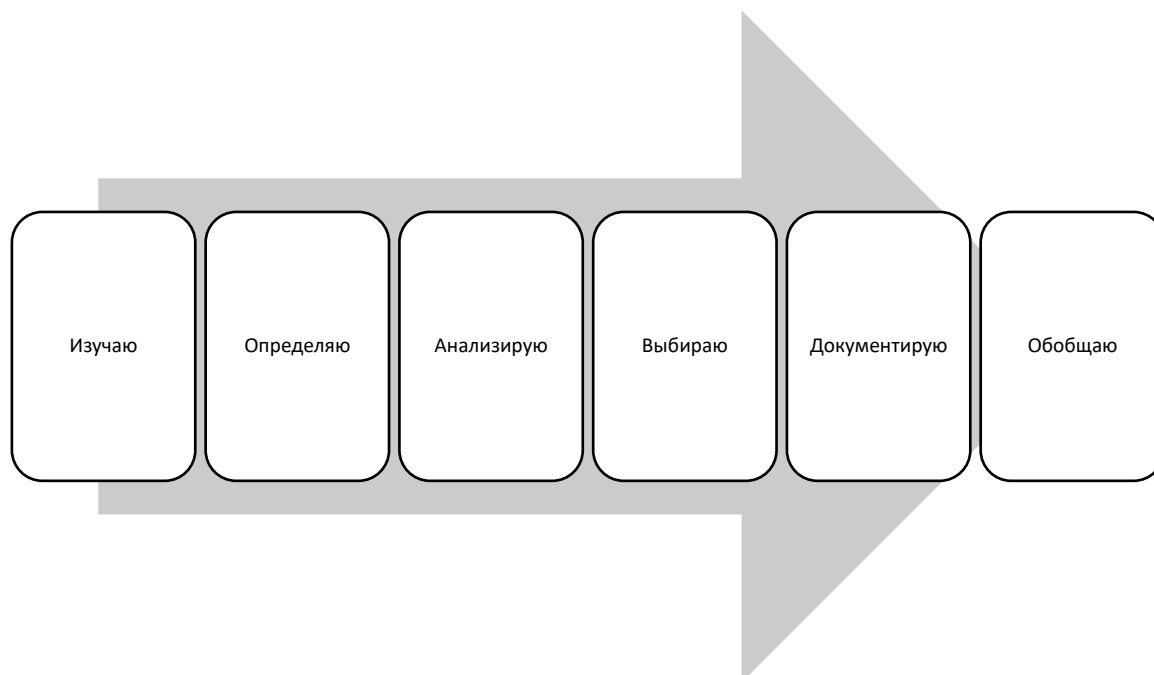 Изучаю
Определяю
Анализирую
Выбираю
Документирую
Обобщаю